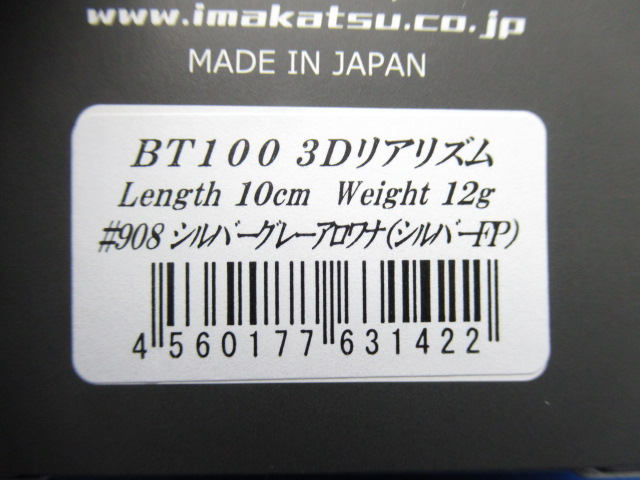 www.imakatsu.co.jp
MADE IN JAPAN
BT100 3Dリアリズム
Length 10cm Weight 12g
#908 シルバーグレーアロワナ(シルバーFP)
4 560177 631422